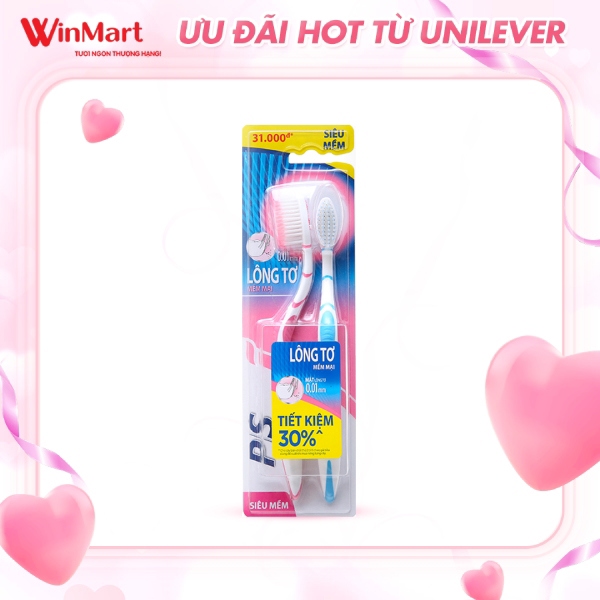 WinMart
TƯƠI NGON THƯỢNG HẠNG!
ƯU ĐÃI HOT TỪ UNILEVER
31.000đ*
SIÊU
MỀM
LÔNG TƠ
MỀM MẠI
LÔNG TƠ
MỀM MẠI
0.01mm
TIẾT KIỆM
30%^
P/S
SIÊU MỀM